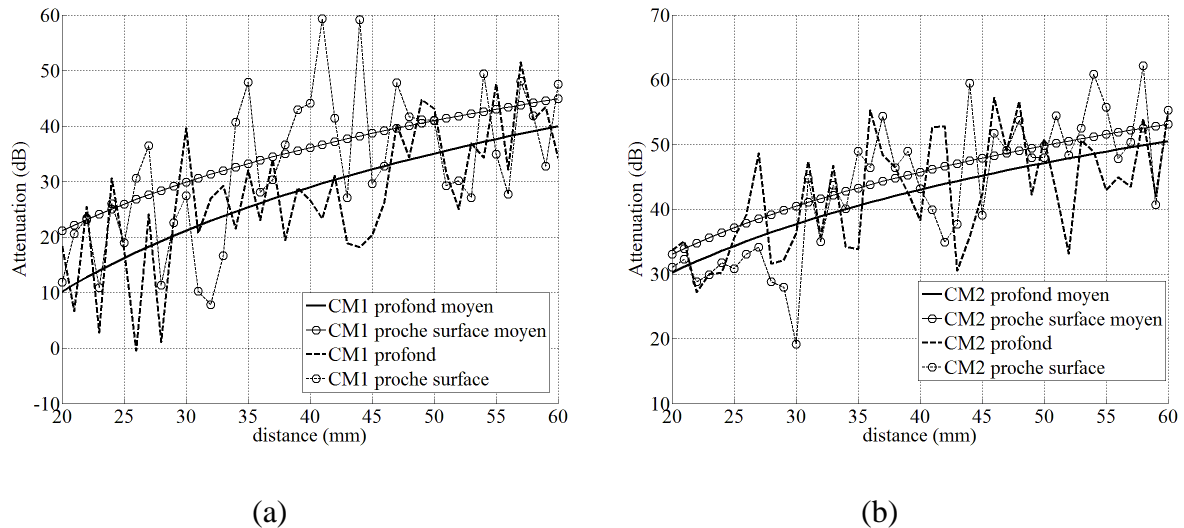 60
50
40
30
20
10
0
-10
Attenuation (dB)
20 25 30 35 40 45 50 55 60
distance (mm)
CM1 profond moyen
CM1 proche surface moyen
CM1 profond
CM1 proche surface
(a)
70
60
50
40
30
20
10
Attenuation (dB)
20 25 30 35 40 45 50 55 60
distance (mm)
CM2 profond moyen
CM2 proche surface moyen
CM2 profond
CM2 proche surface
(b)